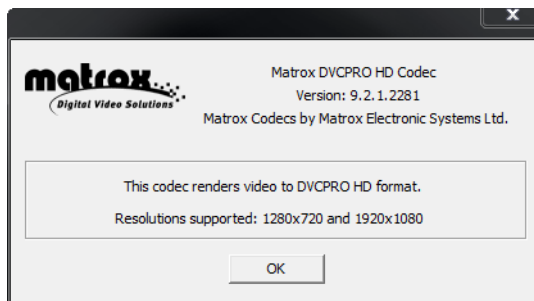 x
matrox
Digital Video Solutions
Matrox DVCPRO HD Codec
Version: 9.2.1.2281
Matrox Codecs by Matrox Electronic Systems Ltd.
This codec renders video to DVCPRO HD format.
Resolutions supported: 1280x720 and 1920x1080
OK